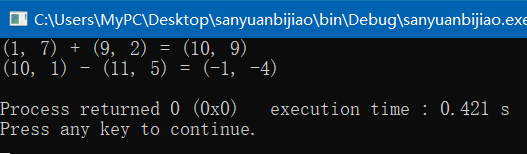 C:\Users\MyPC\Desktop\sanyuanbijiao\bin\Debug\sanyuanbijiao.exe
(1, 7) + (9, 2) = (10, 9)
(10, 1) - (11, 5) = (-1, -4)
Process returned 0 (0x0)   execution time : 0.421 s
Press any key to continue.